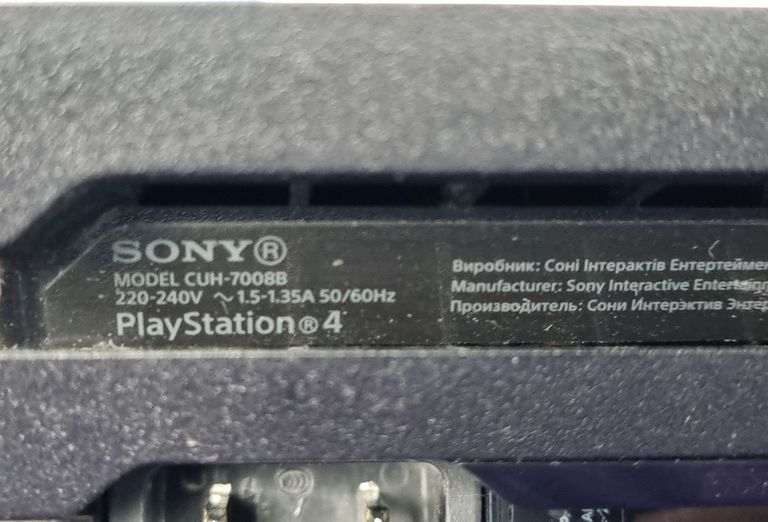 SONY®
MODEL CUH-7008B
220-240V ~ 1.5-1.35A 50/60Hz
PlayStation®4
Виробник: Соні Інтерактів
Manufacturer: Sony Interactive
Производитель: Сони Интерэктив